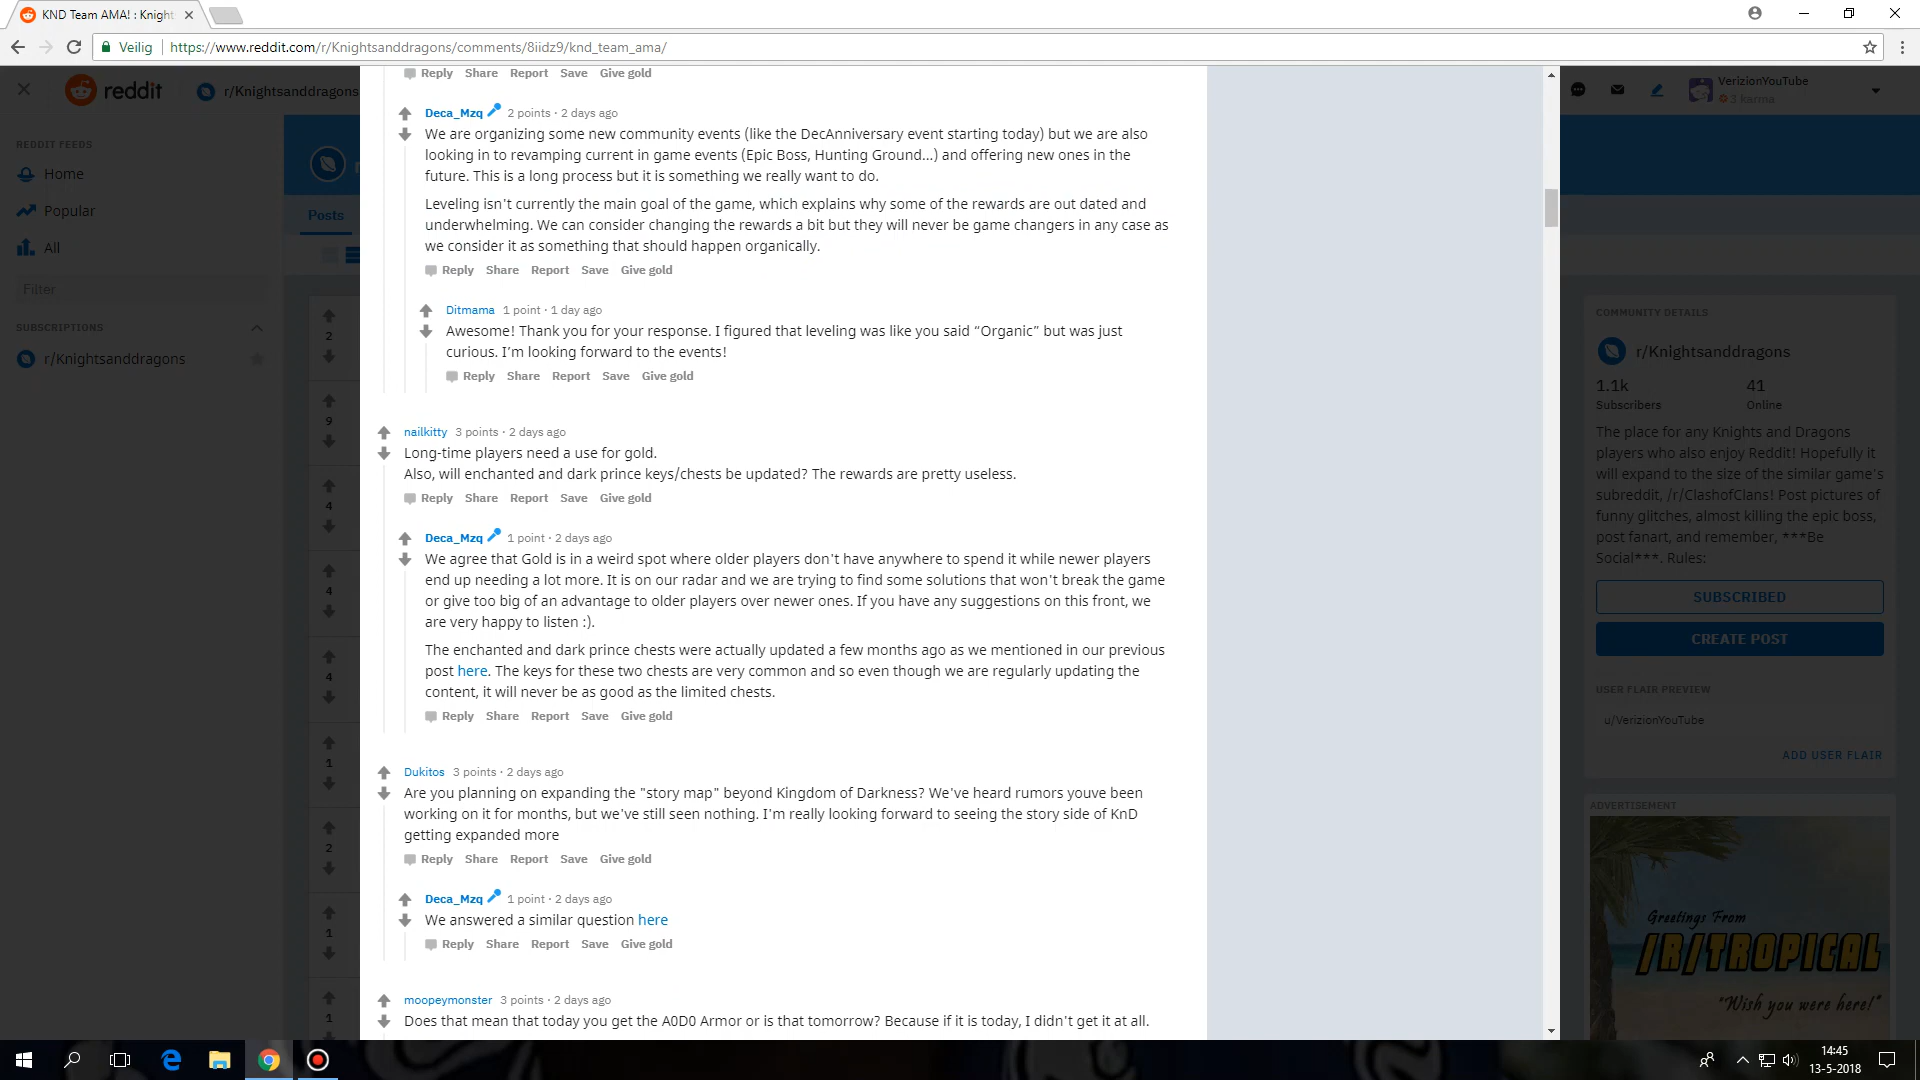 KND Team AMA! : Knight
Veilig
https://www.reddit.com/r/Knightsanddragons/comments/8iidz9/knd_team_ama/
reddit
r/Knightsanddragons
VerizionYouTube
3 karma
REDDIT FEEDS
Home
Popular
All
Filter
SUBSCRIPTIONS
r/Knightsanddragons
Posts
2
9
4
4
4
1
2
1
1
Reply Share Report Save Give gold
Deca_Mzq 2 points · 2 days ago
We are organizing some new community events (like the DecAnniversary event starting today) but we are also
looking in to revamping current in game events (Epic Boss, Hunting Ground...) and offering new ones in the
future. This is a long process but it is something we really want to do.
Leveling isn't currently the main goal of the game, which explains why some of the rewards are out dated and
underwhelming. We can consider changing the rewards a bit but they will never be game changers in any case as
we consider it as something that should happen organically.
Reply Share Report Save Give gold
Ditmama 1 point · 1 day ago
Awesome! Thank you for your response. I figured that leveling was like you said “Organic” but was just
curious. I’m looking forward to the events!
Reply Share Report Save Give gold
nailkitty 3 points · 2 days ago
Long-time players need a use for gold.
Also, will enchanted and dark prince keys/chests be updated? The rewards are pretty useless.
Reply Share Report Save Give gold
Deca_Mzq 1 point · 2 days ago
We agree that Gold is in a weird spot where older players don't have anywhere to spend it while newer players
end up needing a lot more. It is on our radar and we are trying to find some solutions that won't break the game
or give too big of an advantage to older players over newer ones. If you have any suggestions on this front, we
are very happy to listen :).
The enchanted and dark prince chests were actually updated a few months ago as we mentioned in our previous
post here. The keys for these two chests are very common and so even though we are regularly updating the
content, it will never be as good as the limited chests.
Reply Share Report Save Give gold
Dukitos 3 points · 2 days ago
Are you planning on expanding the "story map" beyond Kingdom of Darkness? We've heard rumors youve been
working on it for months, but we've still seen nothing. I'm really looking forward to seeing the story side of KnD
getting expanded more
Reply Share Report Save Give gold
Deca_Mzq 1 point · 2 days ago
We answered a similar question here
Reply Share Report Save Give gold
moopeymonster 3 points · 2 days ago
Does that mean that today you get the A0D0 Armor or is that tomorrow? Because if it is today, I didn't get it at all.
COMMUNITY DETAILS
r/Knightsanddragons
1.1k 41
Subscribers Online
The place for any Knights and Dragons
players who also enjoy Reddit! Hopefully it
will expand to the size of the similar game's
subreddit, /r/ClashofClans! Post pictures of
funny glitches, almost killing the epic boss,
post fanart, and remember, ***Be
Social***. Rules:
SUBSCRIBED
CREATE POST
USER FLAIR PREVIEW
u/VerizionYouTube
ADD USER FLAIR
ADVERTISEMENT
Greetings From
/R/TROPICAL
"Wish you were here!"
14:45
13-5-2018